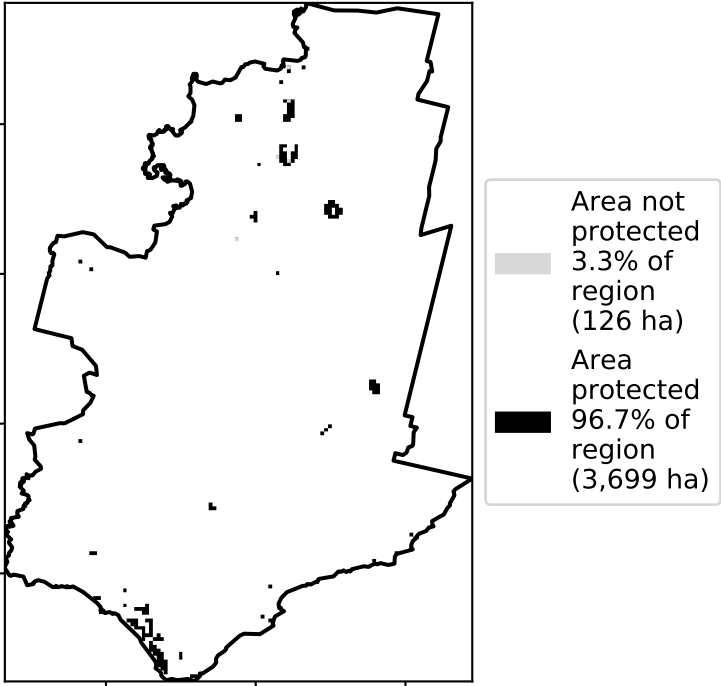 Area not
protected
3.3% of
region
(126 ha)
Area
protected
96.7% of
region
(3,699 ha)